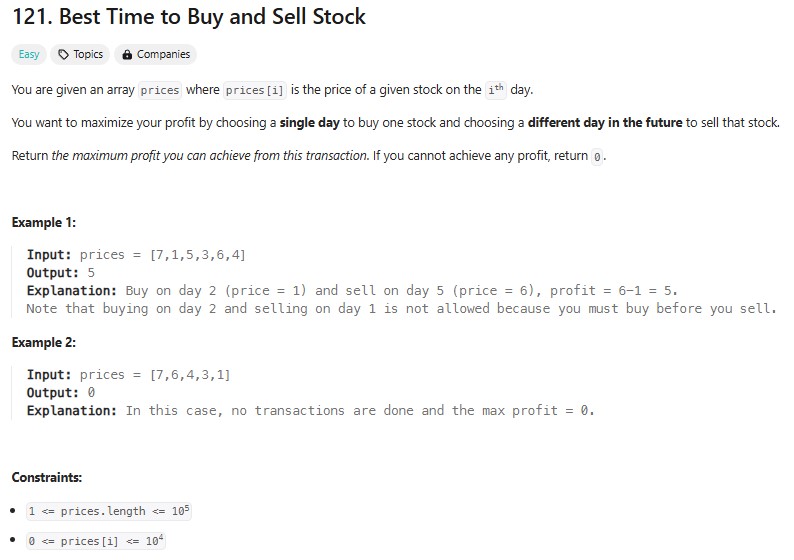 121. Best Time to Buy and Sell Stock
Easy Topics Companies
You are given an array prices where prices[i] is the price of a given stock on the iᵗʰ day.
You want to maximize your profit by choosing a single day to buy one stock and choosing a different day in the future to sell that stock.
Return the maximum profit you can achieve from this transaction. If you cannot achieve any profit, return 0.
Example 1:
Input: prices = [7,1,5,3,6,4]
Output: 5
Explanation: Buy on day 2 (price = 1) and sell on day 5 (price = 6), profit = 6-1 = 5.
Note that buying on day 2 and selling on day 1 is not allowed because you must buy before you sell.
Example 2:
Input: prices = [7,6,4,3,1]
Output: 0
Explanation: In this case, no transactions are done and the max profit = 0.
Constraints:
• 1 <= prices.length <= 10⁵
• 0 <= prices[i] <= 10⁴